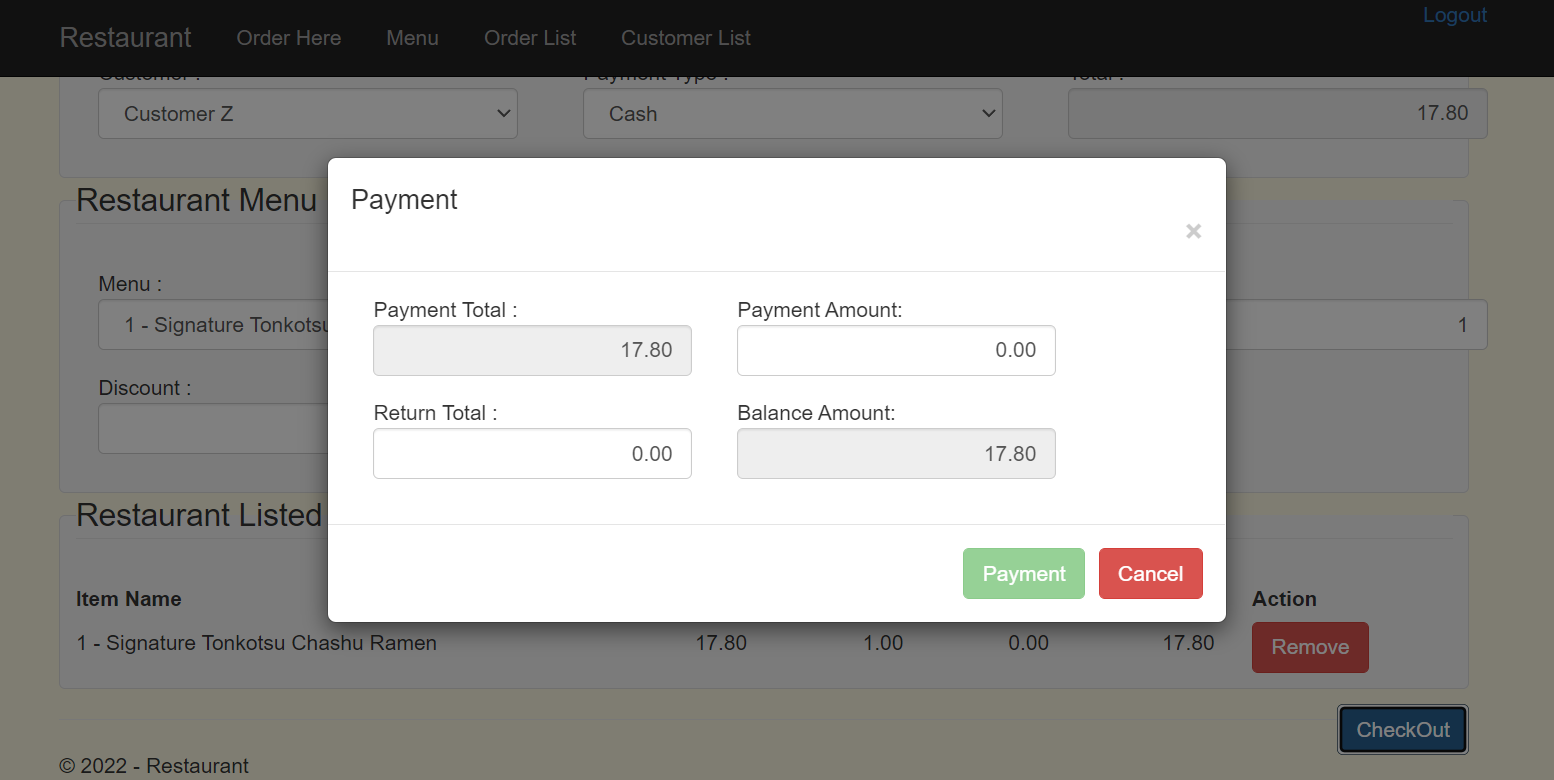 Logout
Restaurant Order Here Menu Order List Customer List
Customer : Payment Type : Total :
Customer Z Cash 17.80
Restaurant Menu
Payment
×
Menu :
1 - Signature Tonkotsu 1
Payment Total : Payment Amount:
17.80 0.00
Discount :
Return Total : Balance Amount:
0.00 17.80
Restaurant Listed
Payment Cancel
Item Name Action
1 - Signature Tonkotsu Chashu Ramen 17.80 1.00 0.00 17.80 Remove
CheckOut
© 2022 - Restaurant